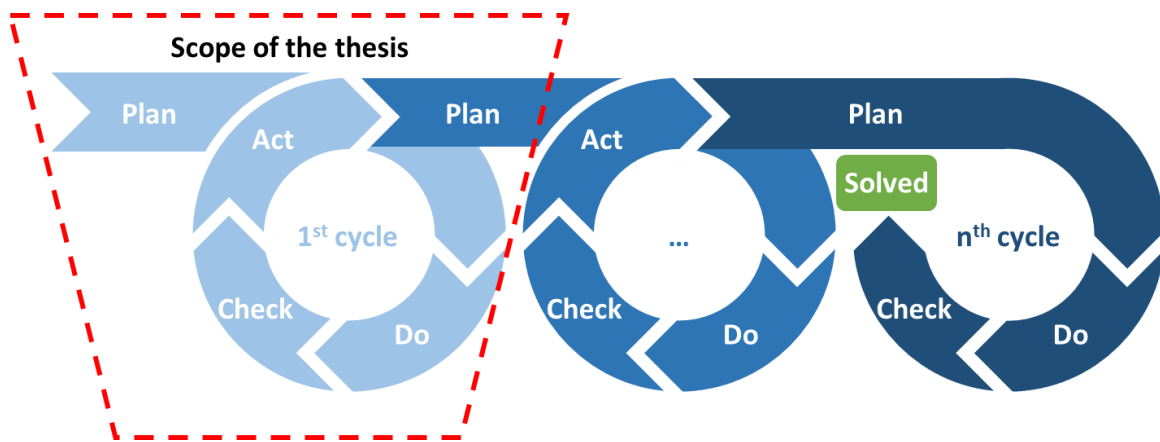 Scope of the thesis
Plan
Plan
Plan
Act
Act
Solved
1st cycle
...
nth cycle
Check
Do
Check
Do
Check
Do